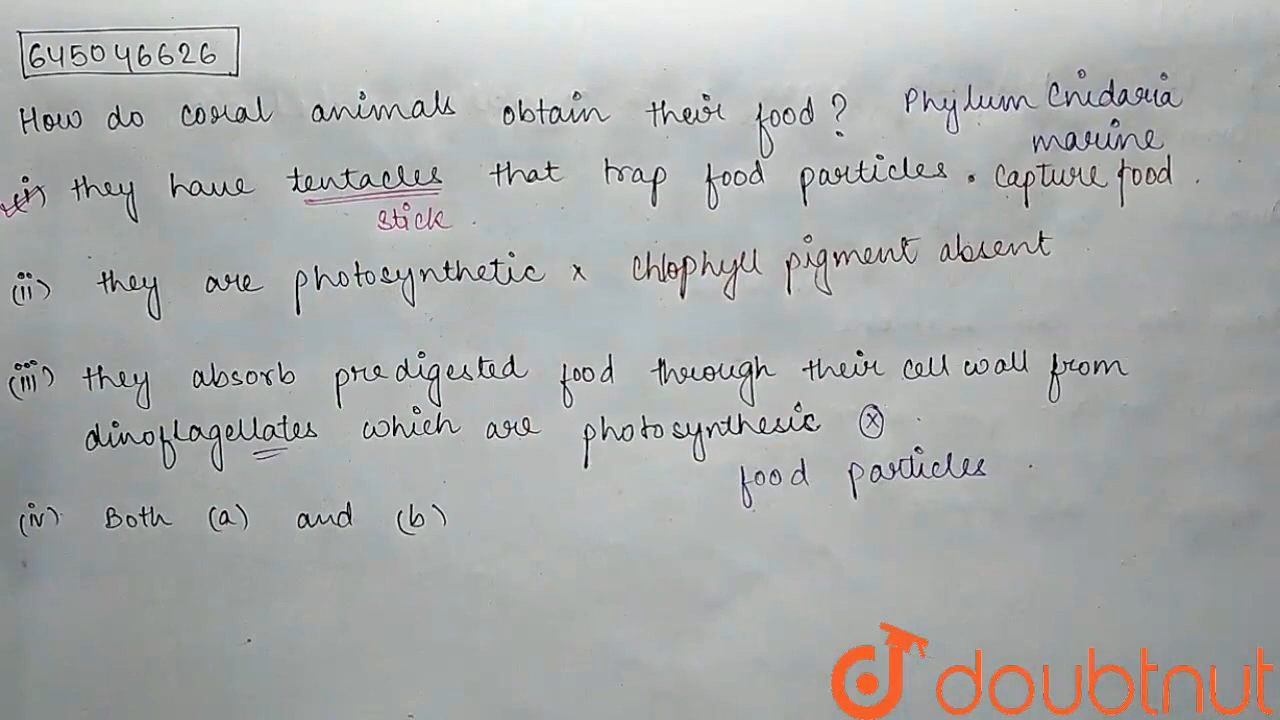 645046626
How do coral animals obtain their food? Phylum Cnidaria
marine
(i) they have tentacles that trap food particles. capture food.
stick.
(ii) they are photosynthetic x chlophyll pigment absent
(iii) they absorb predigested food through their cell wall from
dinoflagellates which are photosynthesic x.
food particles.
(iv) Both (a) and (b)
doubtnut